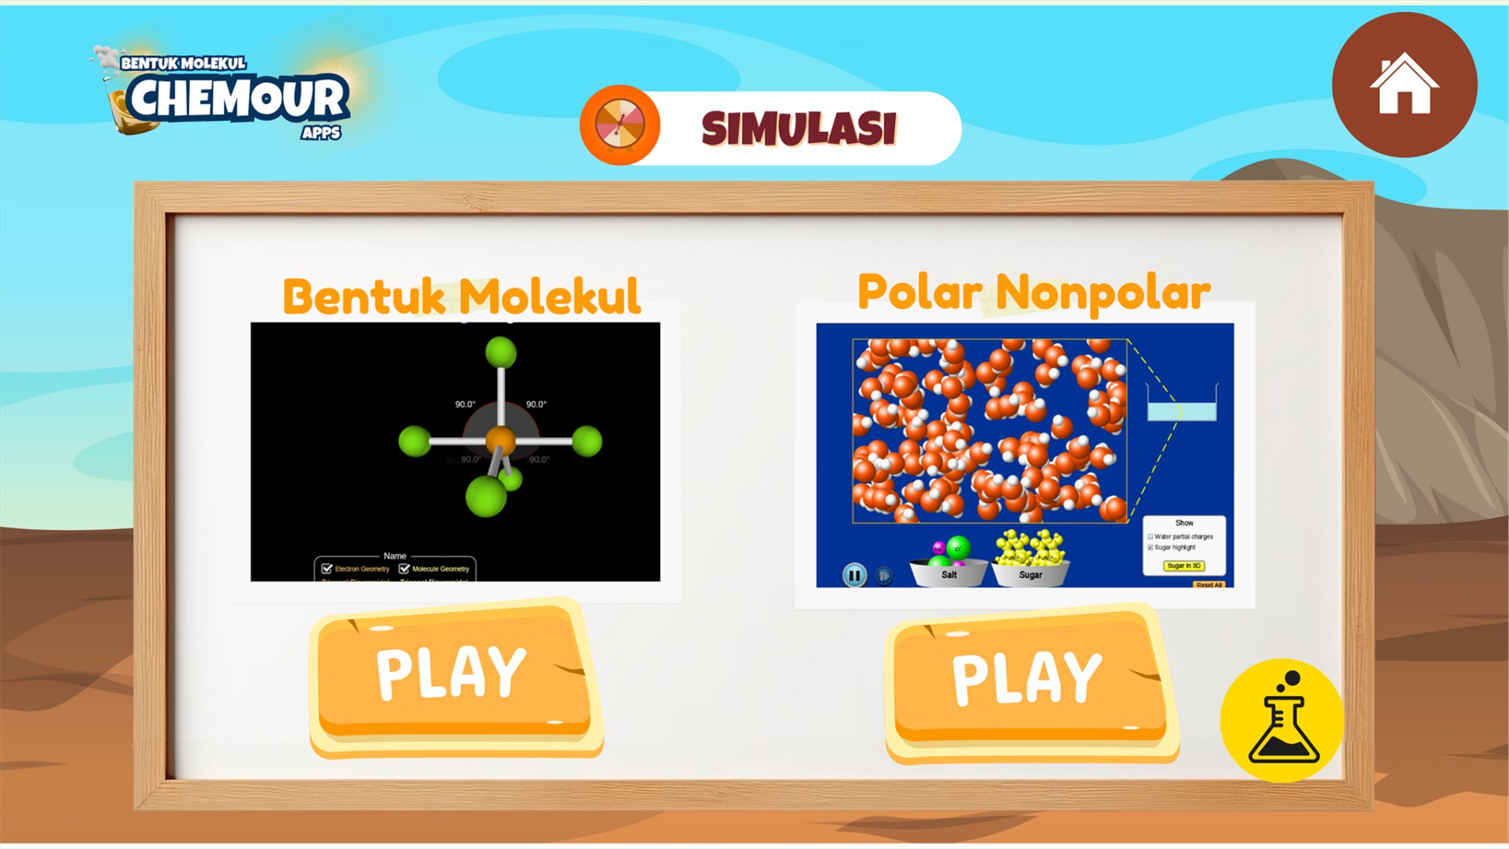 BENTUK MOLEKUL
CHEMOUR
APPS
SIMULASI
Bentuk Molekul
Polar Nonpolar
90.0° 90.0°
90.0° 90.0°
Name
Electron Geometry Molecule Geometry
Show
Water partial charges
Sugar highlight
Sugar in 3D
Reset All
Salt
Sugar
PLAY
PLAY